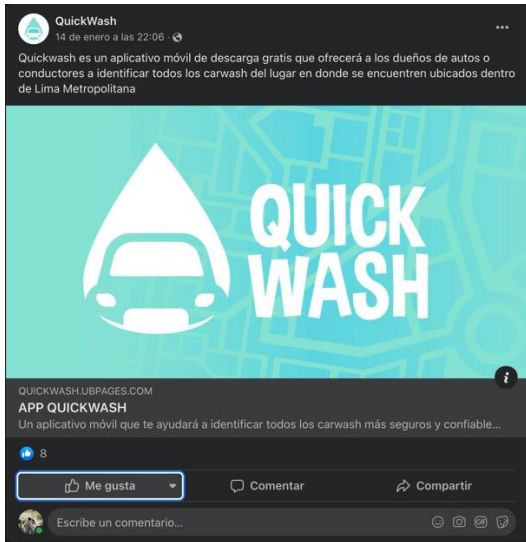 QuickWash
14 de enero a las 22:06
Quickwash es un aplicativo móvil de descarga gratis que ofrecerá a los dueños de autos o
conductores a identificar todos los carwash del lugar en donde se encuentren ubicados dentro
de Lima Metropolitana
QUICK
WASH
QUICKWASH.UBPAGES.COM
APP QUICKWASH
Un aplicativo móvil que te ayudará a identificar todos los carwash más seguros y confiable...
8
Me gusta
Comentar
Compartir
Escribe un comentario...
GIF